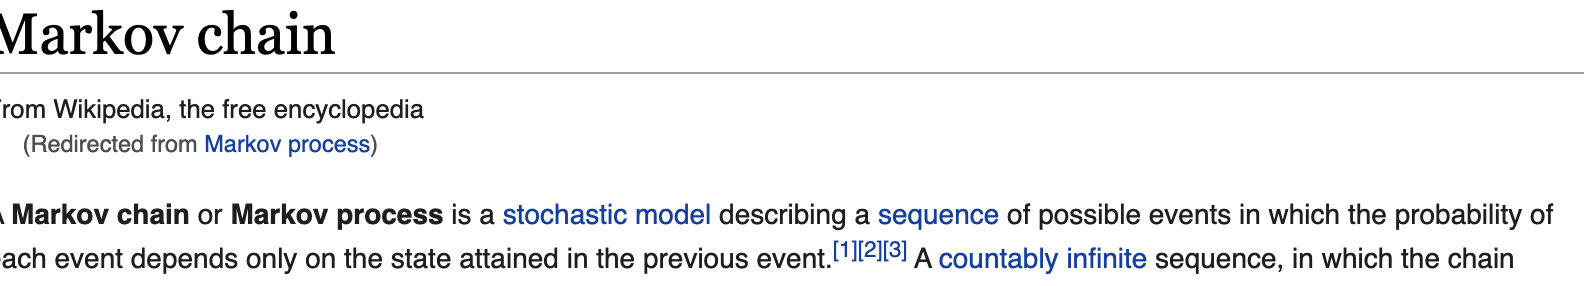 Markov chain
From Wikipedia, the free encyclopedia
(Redirected from Markov process)
A Markov chain or Markov process is a stochastic model describing a sequence of possible events in which the probability of
each event depends only on the state attained in the previous event.[1][2][3] A countably infinite sequence, in which the chain